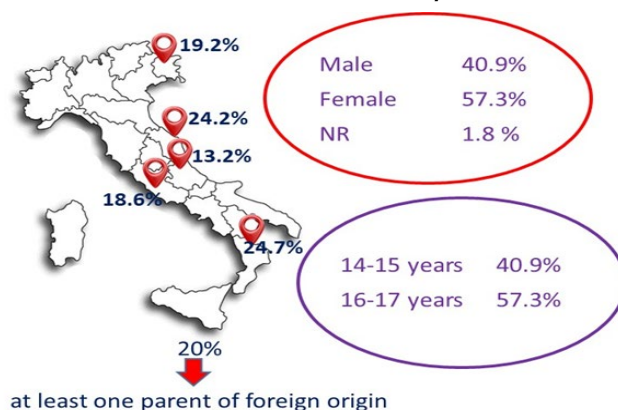 19.2%
24.2%
13.2%
18.6%
24.7%
20%
at least one parent of foreign origin
Male 40.9%
Female 57.3%
NR 1.8 %
14-15 years 40.9%
16-17 years 57.3%